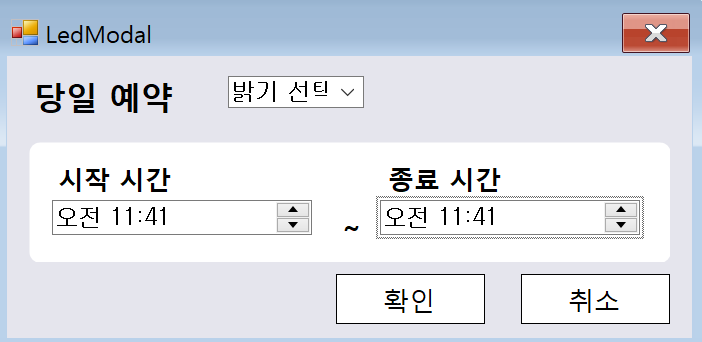 LedModal
당일 예약 밝기 선택
시작 시간 종료 시간
오전 11:41 ~ 오전 11:41
확인 취소